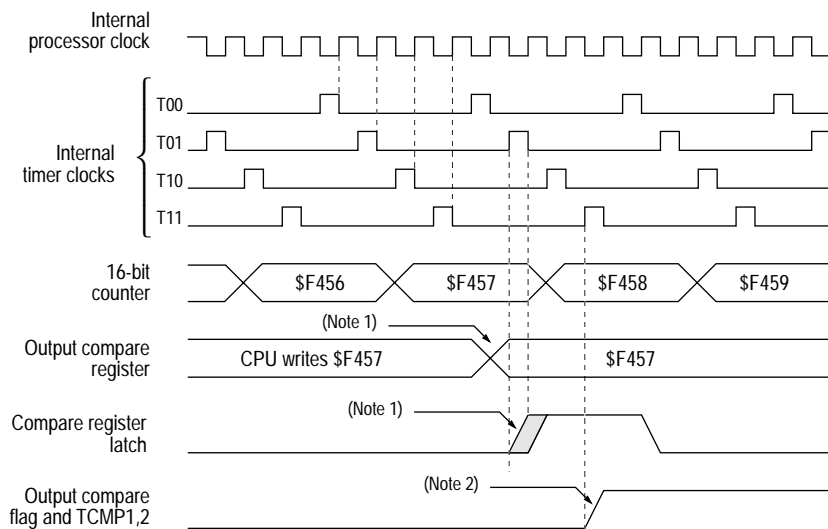 Internal
processor clock
T00
T01
Internal
timer clocks
T10
T11
16-bit
counter
$F456
$F457
$F458
$F459
(Note 1)
Output compare
register
CPU writes $F457
$F457
(Note 1)
Compare register
latch
(Note 2)
Output compare
flag and TCMP1,2